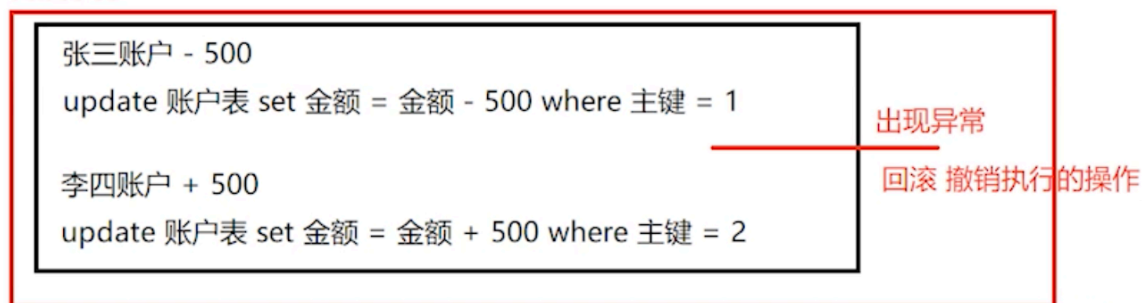 张三账户 - 500
update 账户表 set 金额 = 金额 - 500 where 主键 = 1
出现异常
回滚 撤销执行的操作
李四账户 + 500
update 账户表 set 金额 = 金额 + 500 where 主键 = 2